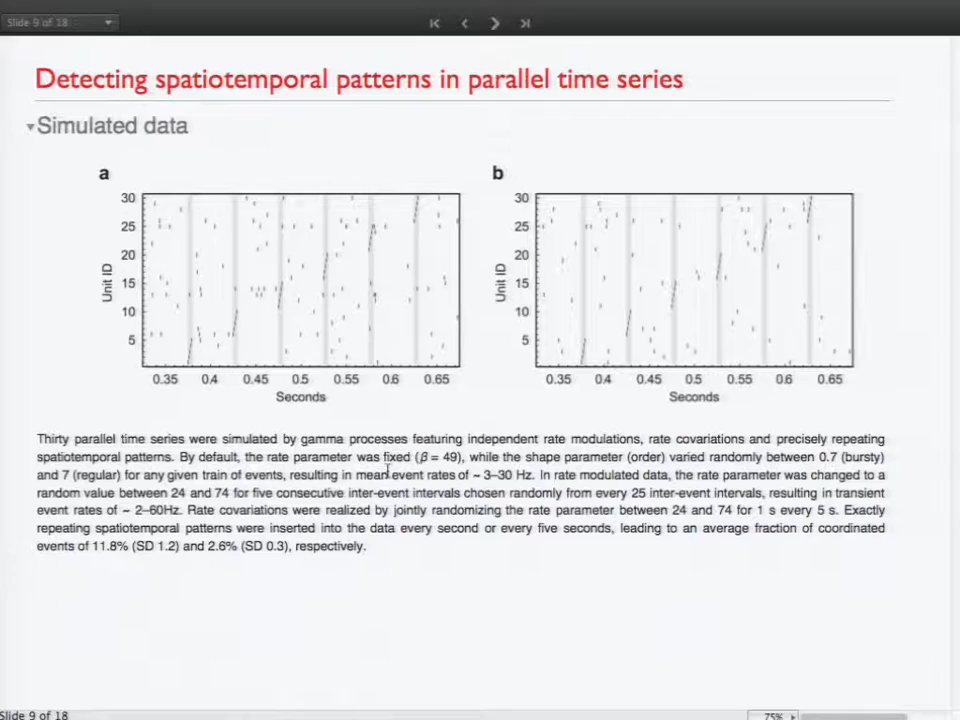 Slide 9 of 18
Detecting spatiotemporal patterns in parallel time series
Simulated data
a
b
30
25
20
15
10
5
Unit ID
0.35 0.4 0.45 0.5 0.55 0.6 0.65
Seconds
30
25
20
15
10
5
Unit ID
0.35 0.4 0.45 0.5 0.55 0.6 0.65
Seconds
Thirty parallel time series were simulated by gamma processes featuring independent rate modulations, rate covariations and precisely repeating
spatiotemporal patterns. By default, the rate parameter was fixed (β = 49), while the shape parameter (order) varied randomly between 0.7 (bursty)
and 7 (regular) for any given train of events, resulting in mean event rates of ~ 3–30 Hz. In rate modulated data, the rate parameter was changed to a
random value between 24 and 74 for five consecutive inter-event intervals chosen randomly from every 25 inter-event intervals, resulting in transient
event rates of ~ 2–60Hz. Rate covariations were realized by jointly randomizing the rate parameter between 24 and 74 for 1 s every 5 s. Exactly
repeating spatiotemporal patterns were inserted into the data every second or every five seconds, leading to an average fraction of coordinated
events of 11.8% (SD 1.2) and 2.6% (SD 0.3), respectively.
Slide 9 of 18
75%